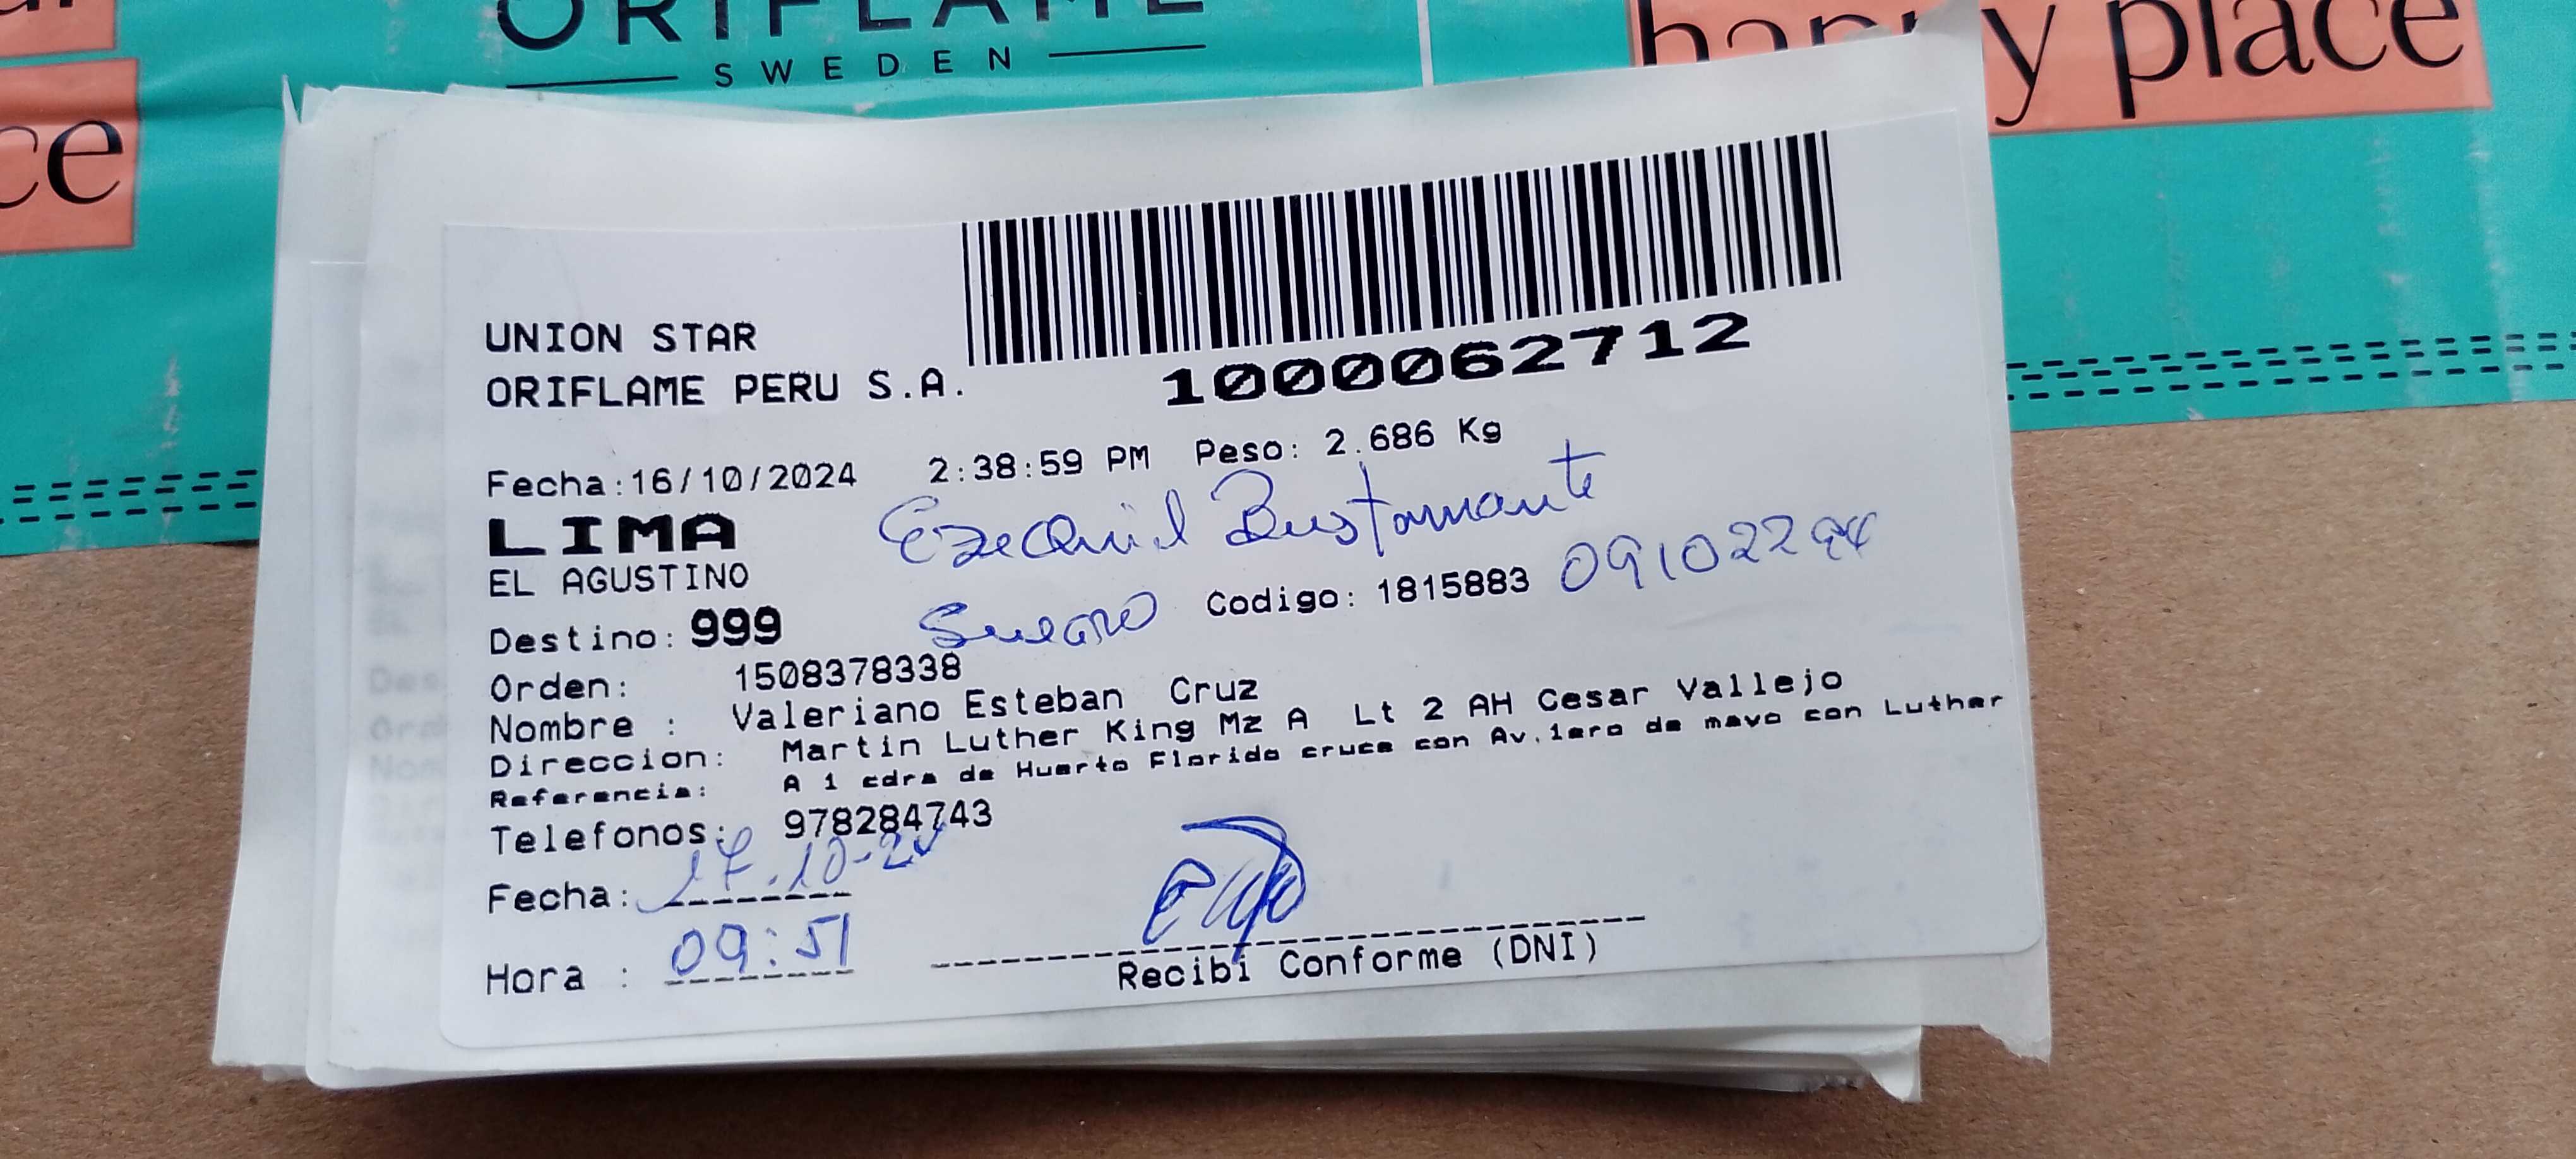 ORIFLAME
SWEDEN
happy place
ce
UNION STAR
ORIFLAME PERU S.A.
1000062712
Fecha:16/10/2024 2:38:59 PM Peso: 2.686 Kg
LIMA
Ezequiel Bustamante
EL AGUSTINO
Destino: 999
Suegro
Codigo: 1815883
Orden: 1508378338
Nombre : Valeriano Esteban Cruz
Direccion: Martin Luther King Mz A Lt 2 AH Cesar Vallejo
Referencia: A 1 cdra de Huerto Florido cruce con Av.1ero de mayo con Luther
Telefonos: 978284743
Fecha: 17.10-24
Hora : 09:51
Recibi Conforme (DNI)